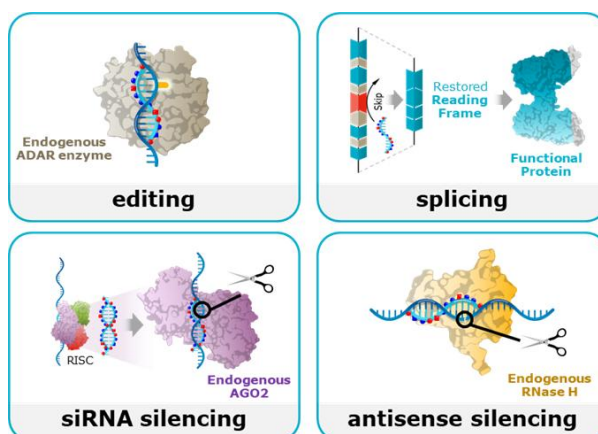 Endogenous
ADAR enzyme
editing
Skip
Restored
Reading
Frame
Functional
Protein
splicing
RISC
Endogenous
AGO2
siRNA silencing
Endogenous
RNase H
antisense silencing